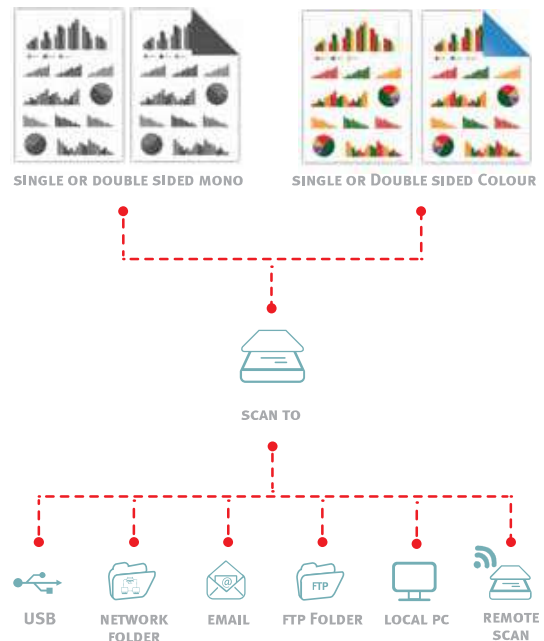 SINGLE OR DOUBLE SIDED MONO
SINGLE OR DOUBLE SIDED COLOUR
SCAN TO
@
FTP
USB
NETWORK
FOLDER
EMAIL
FTP FOLDER
LOCAL PC
REMOTE
SCAN